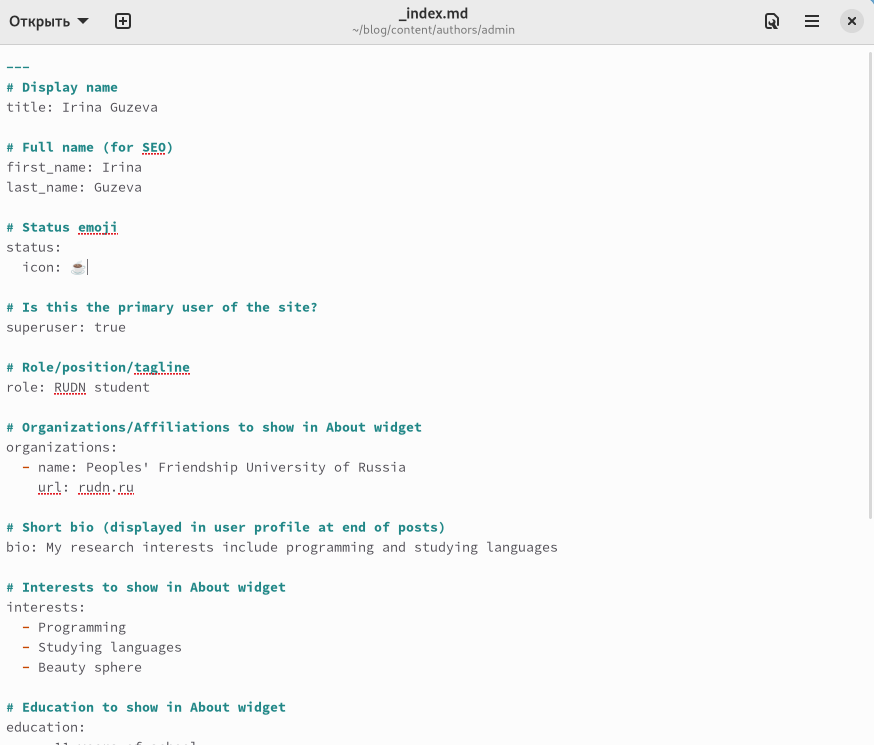 Открыть
_index.md
~/blog/content/authors/admin
---
# Display name
title: Irina Guzeva
# Full name (for SEO)
first_name: Irina
last_name: Guzeva
# Status emoji
status:
icon: ☕
# Is this the primary user of the site?
superuser: true
# Role/position/tagline
role: RUDN student
# Organizations/Affiliations to show in About widget
organizations:
- name: Peoples' Friendship University of Russia
url: rudn.ru
# Short bio (displayed in user profile at end of posts)
bio: My research interests include programming and studying languages
# Interests to show in About widget
interests:
- Programming
- Studying languages
- Beauty sphere
# Education to show in About widget
education: